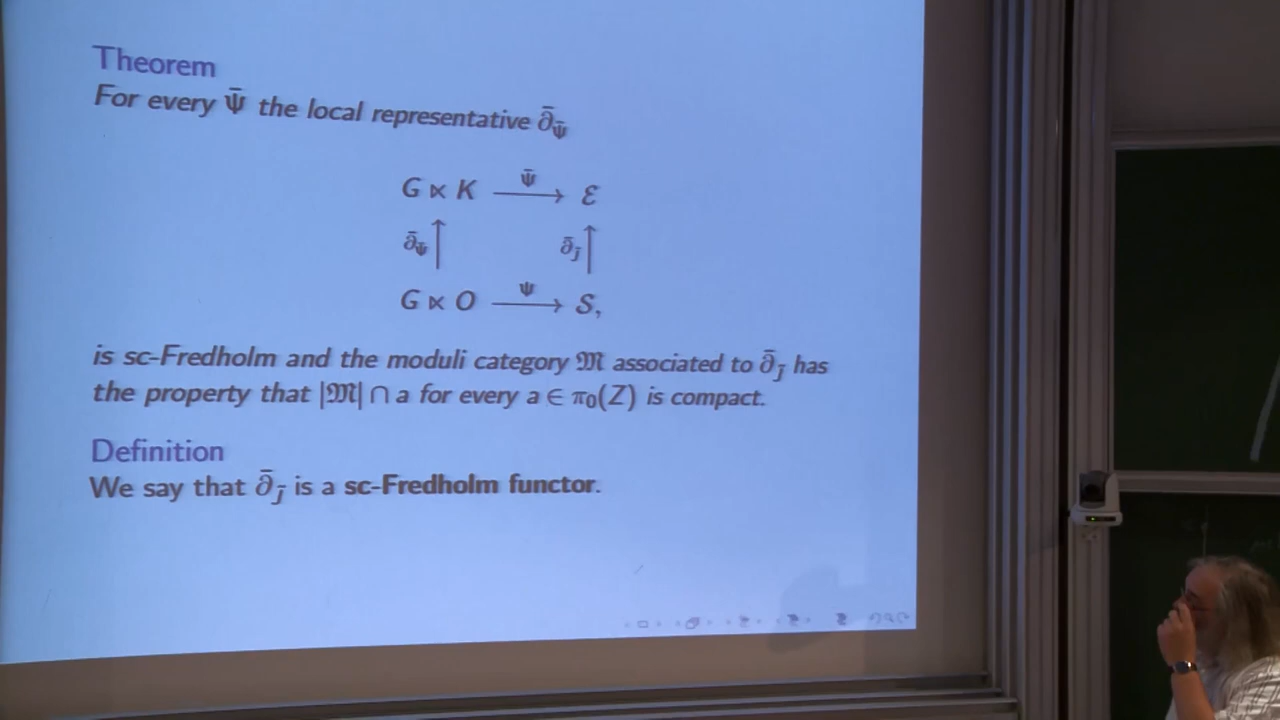 Theorem
For every Ψ̄ the local representative ∂̄_Ψ̄
G ⋉ K —Ψ̄→ ℰ
∂̄_Ψ̄ ↑ ∂̄_J̃ ↑
G ⋉ O —Ψ→ 𝒮,
is sc-Fredholm and the moduli category 𝔐 associated to ∂̄_J̃ has
the property that |𝔐| ∩ a for every a ∈ π₀(Z) is compact.
Definition
We say that ∂̄_J̃ is a sc-Fredholm functor.